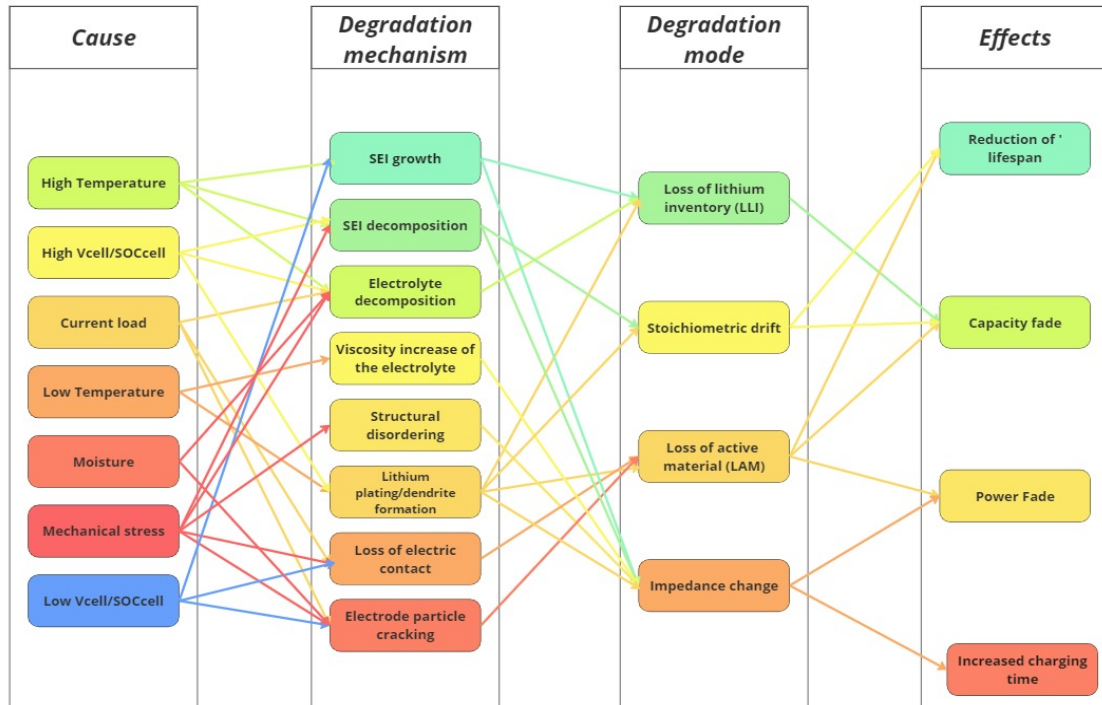 Cause
Degradation
mechanism
Degradation
mode
Effects
High Temperature
High Vcell/SOCcell
Current load
Low Temperature
Moisture
Mechanical stress
Low Vcell/SOCcell
SEI growth
SEI decomposition
Electrolyte
decomposition
Viscosity increase of
the electrolyte
Structural
disordering
Lithium
plating/dendrite
formation
Loss of electric
contact
Electrode particle
cracking
Loss of lithium
inventory (LLI)
Stoichiometric drift
Loss of active
material (LAM)
Impedance change
Reduction of '
lifespan
Capacity fade
Power Fade
Increased charging
time